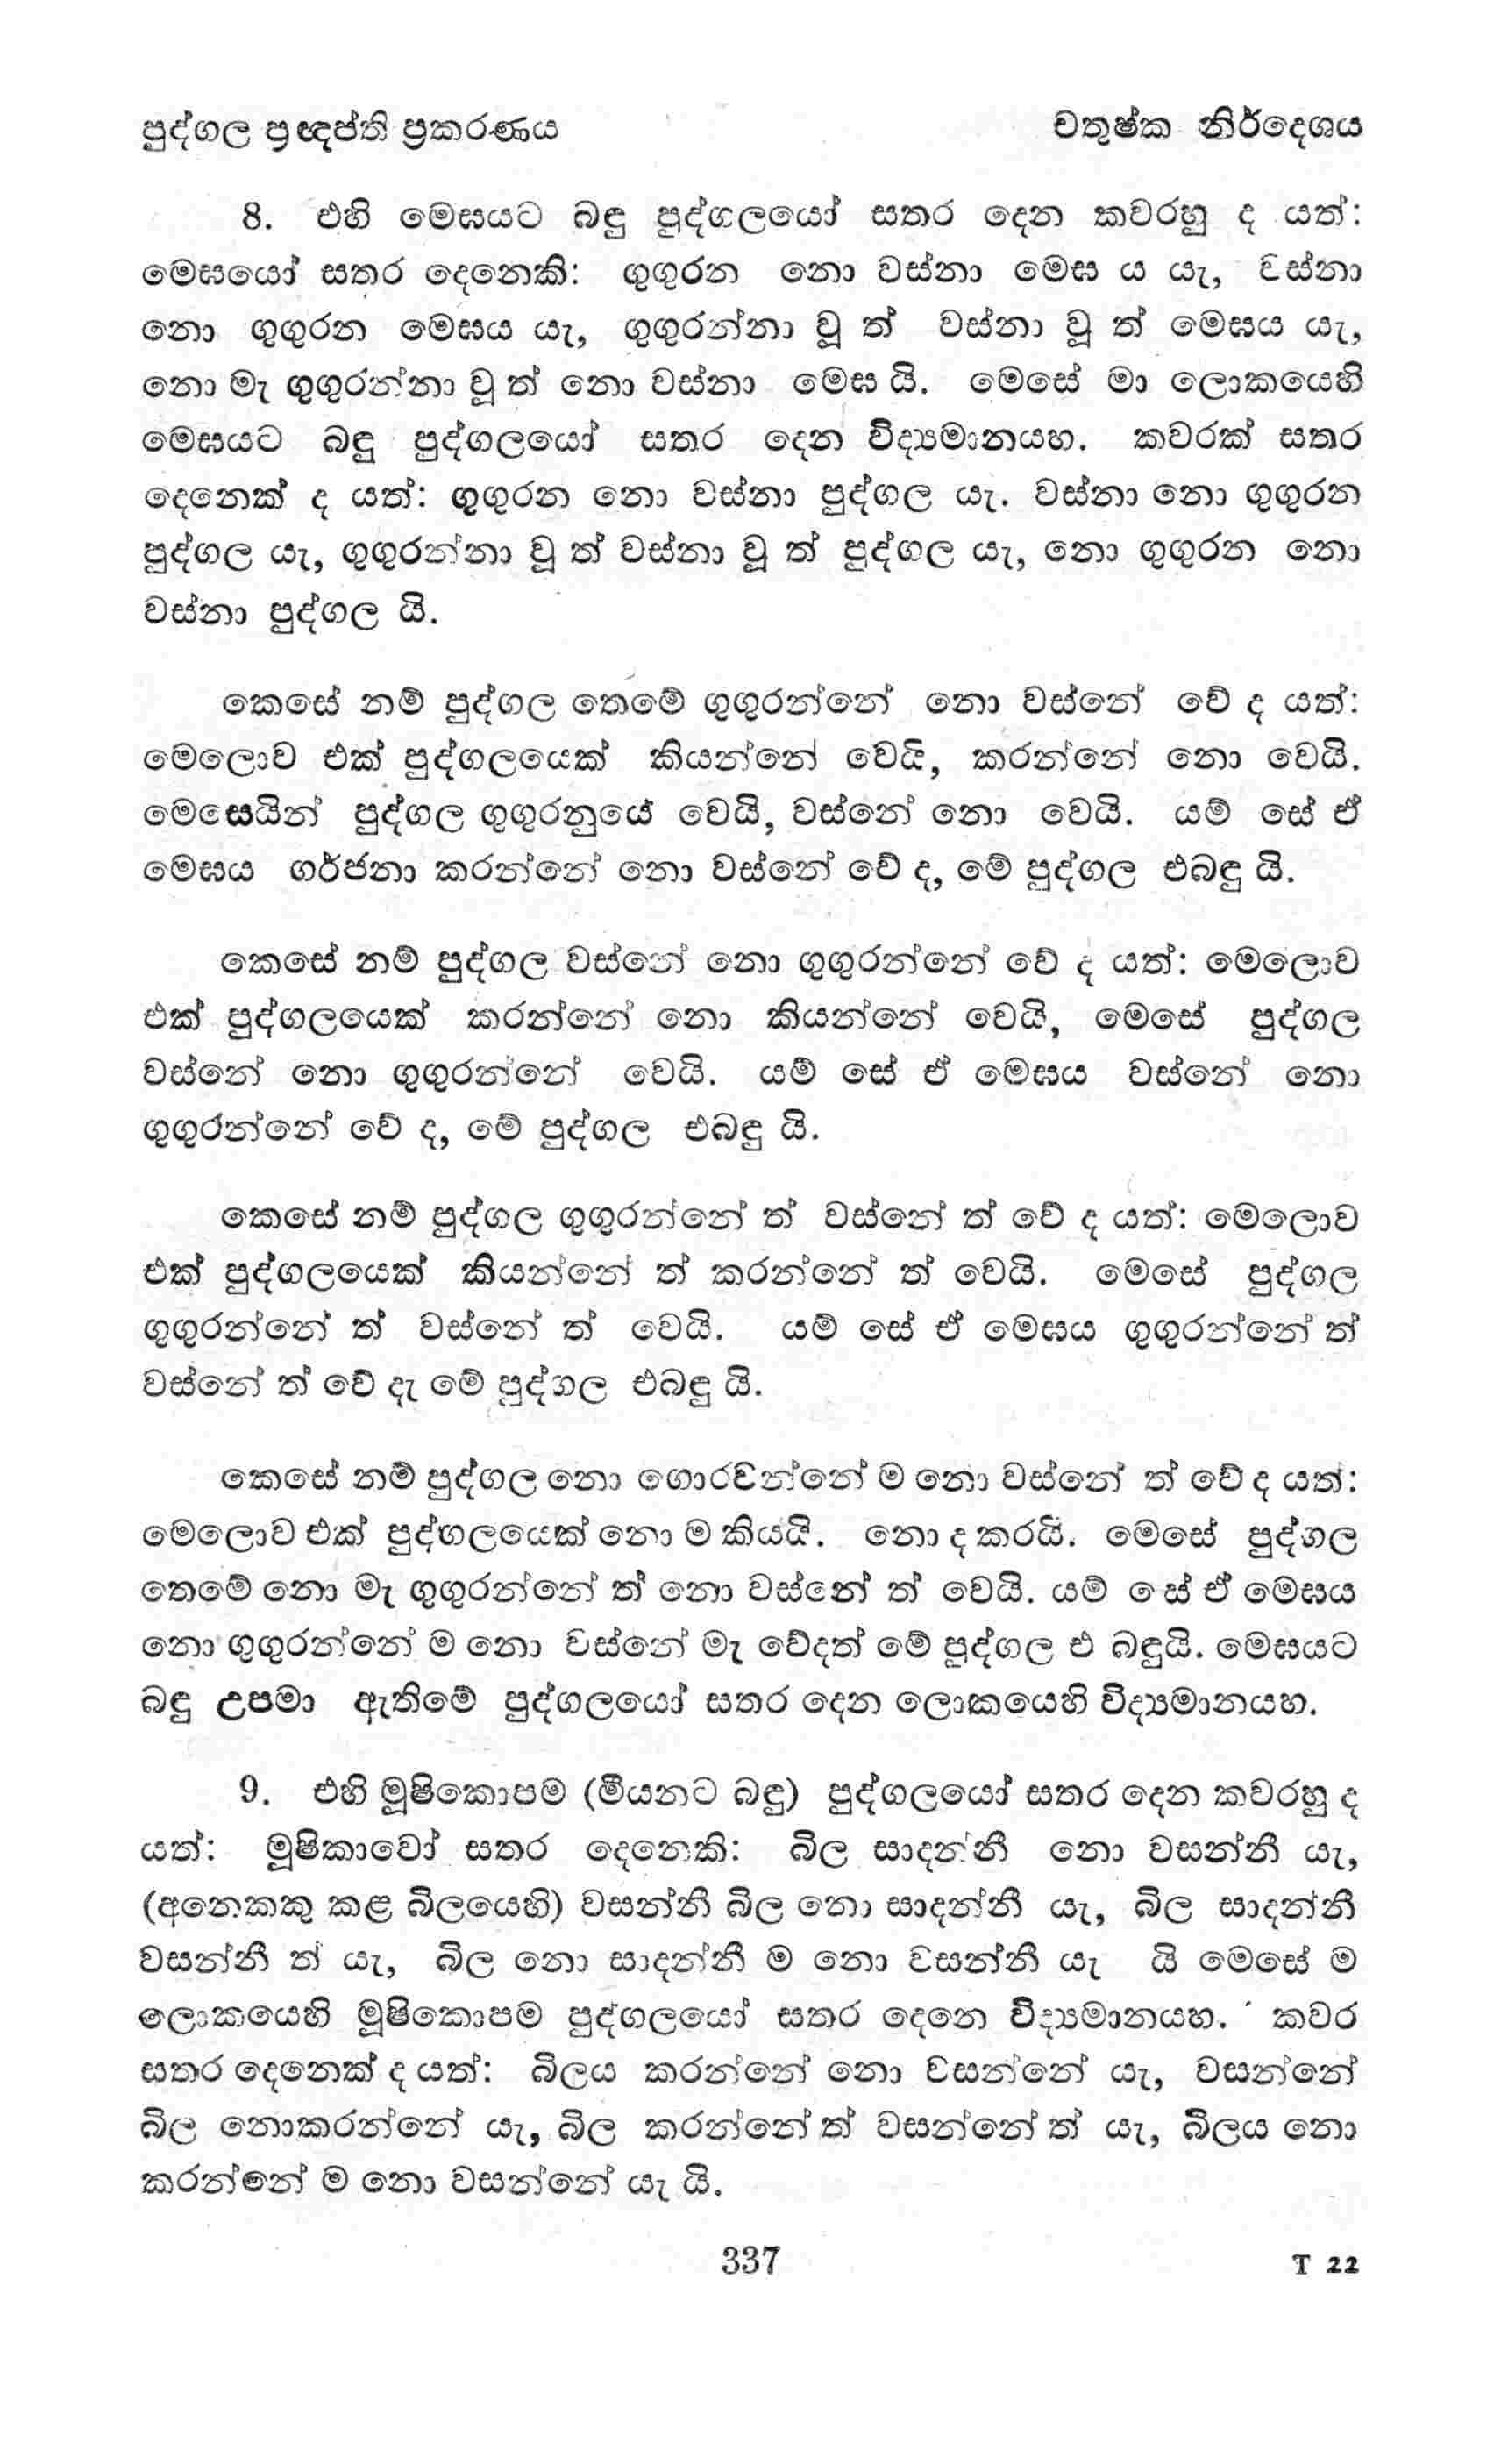 පුද්ගල ප්‍රඥප්ති ප්‍රකරණය
චතුෂ්ක නිර්දෙශය
8. එහි මෙඝයට බඳු පුද්ගලයෝ සතර දෙන කවරහු ද යත්:
මෙඝයෝ සතර දෙනෙකි: ගුගුරන නො වස්නා මෙඝ ය යැ, වස්නා
නො ගුගුරන මෙඝය යැ, ගුගුරන්නා වූ ත් වස්නා වූ ත් මෙඝය යැ,
නො මැ ගුගුරන්නා වූ ත් නො වස්නා මෙඝ යි. මෙසේ මා ලොකයෙහි
මෙඝයට බඳු පුද්ගලයෝ සතර දෙන විද්‍යමානයහ. කවරක් සතර
දෙනෙක් ද යත්: ගුගුරන නො වස්නා පුද්ගල යැ. වස්නා නො ගුගුරන
පුද්ගල යැ, ගුගුරන්නා වූ ත් වස්නා වූ ත් පුද්ගල යැ, නො ගුගුරන නො
වස්නා පුද්ගල යි.
කෙසේ නම් පුද්ගල තෙමේ ගුගුරන්නේ නො වස්නේ වේ ද යත්:
මෙලොව එක් පුද්ගලයෙක් කියන්නේ වෙයි, කරන්නේ නො වෙයි.
මෙසෙයින් පුද්ගල ගුගුරනුයේ වෙයි, වස්නේ නො වෙයි. යම් සේ ඒ
මෙඝය ගර්ජනා කරන්නේ නො වස්නේ වේ ද, මේ පුද්ගල එබඳු යි.
කෙසේ නම් පුද්ගල වස්නේ නො ගුගුරන්නේ වේ ද යත්: මෙලොව
එක් පුද්ගලයෙක් කරන්නේ නො කියන්නේ වෙයි, මෙසේ පුද්ගල
වස්නේ නො ගුගුරන්නේ වෙයි. යම් සේ ඒ මෙඝය වස්නේ නො
ගුගුරන්නේ වේ ද, මේ පුද්ගල එබඳු යි.
කෙසේ නම් පුද්ගල ගුගුරන්නේ ත් වස්නේ ත් වේ ද යත්: මෙලොව
එක් පුද්ගලයෙක් කියන්නේ ත් කරන්නේ ත් වෙයි. මෙසේ පුද්ගල
ගුගුරන්නේ ත් වස්නේ ත් වෙයි. යම් සේ ඒ මෙඝය ගුගුරන්නේ ත්
වස්නේ ත් වේ දැ මේ පුද්ගල එබඳු යි.
කෙසේ නම් පුද්ගල නො ගොරවන්නේ ම නො වස්නේ ත් වේ ද යත්:
මෙලොව එක් පුද්ගලයෙක් නො ම කියයි. නො ද කරයි. මෙසේ පුද්ගල
තෙමේ නො මැ ගුගුරන්නේ ත් නො වස්නේ ත් වෙයි. යම් සේ ඒ මෙඝය
නො ගුගුරන්නේ ම නො වස්නේ මැ වේදත් මේ පුද්ගල එ බඳුයි. මෙඝයට
බඳු උපමා ඇතිමේ පුද්ගලයෝ සතර දෙන ලොකයෙහි විද්‍යමානයහ.
9. එහි මූෂිකොපම (මීයනට බඳු) පුද්ගලයෝ සතර දෙන කවරහු ද
යත්: මූෂිකාවෝ සතර දෙනෙකි: බිල සාදන්නී නො වසන්නී යැ,
(අනෙකකු කළ බිලයෙහි) වසන්නී බිල නො සාදන්නී යැ, බිල සාදන්නී
වසන්නී ත් යැ, බිල නො සාදන්නී ම නො වසන්නී යැ යි මෙසේ ම
ලොකයෙහි මූෂිකොපම පුද්ගලයෝ සතර දෙනෙ විද්‍යමානයහ. කවර
සතර දෙනෙක් ද යත්: බිලය කරන්නේ නො වසන්නේ යැ, වසන්නේ
බිල නොකරන්නේ යැ, බිල කරන්නේ ත් වසන්නේ ත් යැ, බිලය නො
කරන්නේ ම නො වසන්නේ යැ යි.
337
T 22